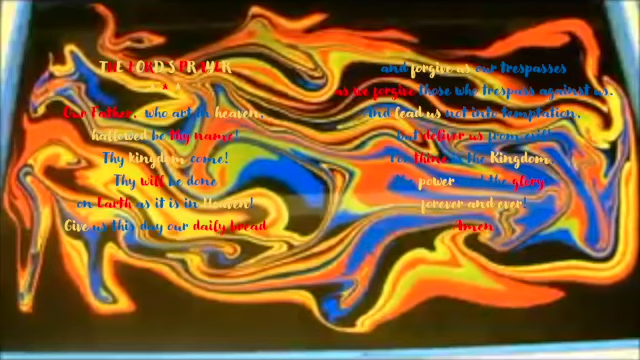 THE LORD'S PRAYER
Our Father, who art in heaven,
hallowed be thy name!
Thy kingdom come!
Thy will be done
on Earth as it is in Heaven!
Give us this day our daily bread
and forgive us our trespasses
as we forgive those who trespass against us.
And lead us not into temptation,
but deliver us from evil!
For thine is the Kingdom
the power and the glory
forever and ever!
Amen